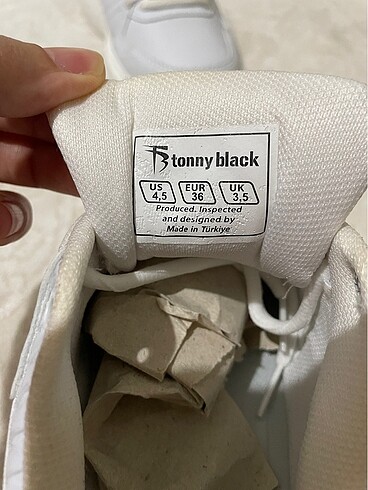 tonny black
US EUR UK
4,5 36 3,5
Produced. Inspected
and designed by
Made in Türkiye